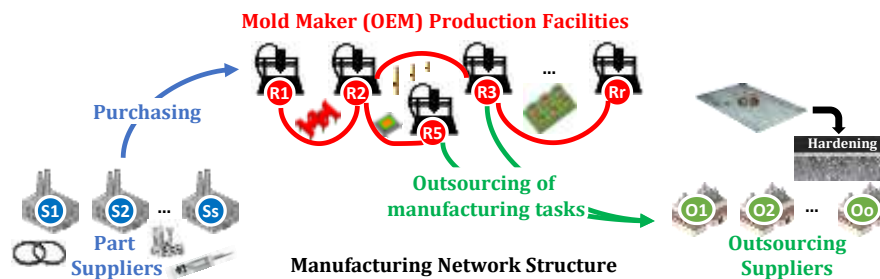 Mold Maker (OEM) Production Facilities
R1
R2
R3
...
Rr
R5
Purchasing
Hardening
Outsourcing of
manufacturing tasks
S1
S2
...
Ss
O1
O2
...
Oo
Part
Suppliers
Manufacturing Network Structure
Outsourcing
Suppliers